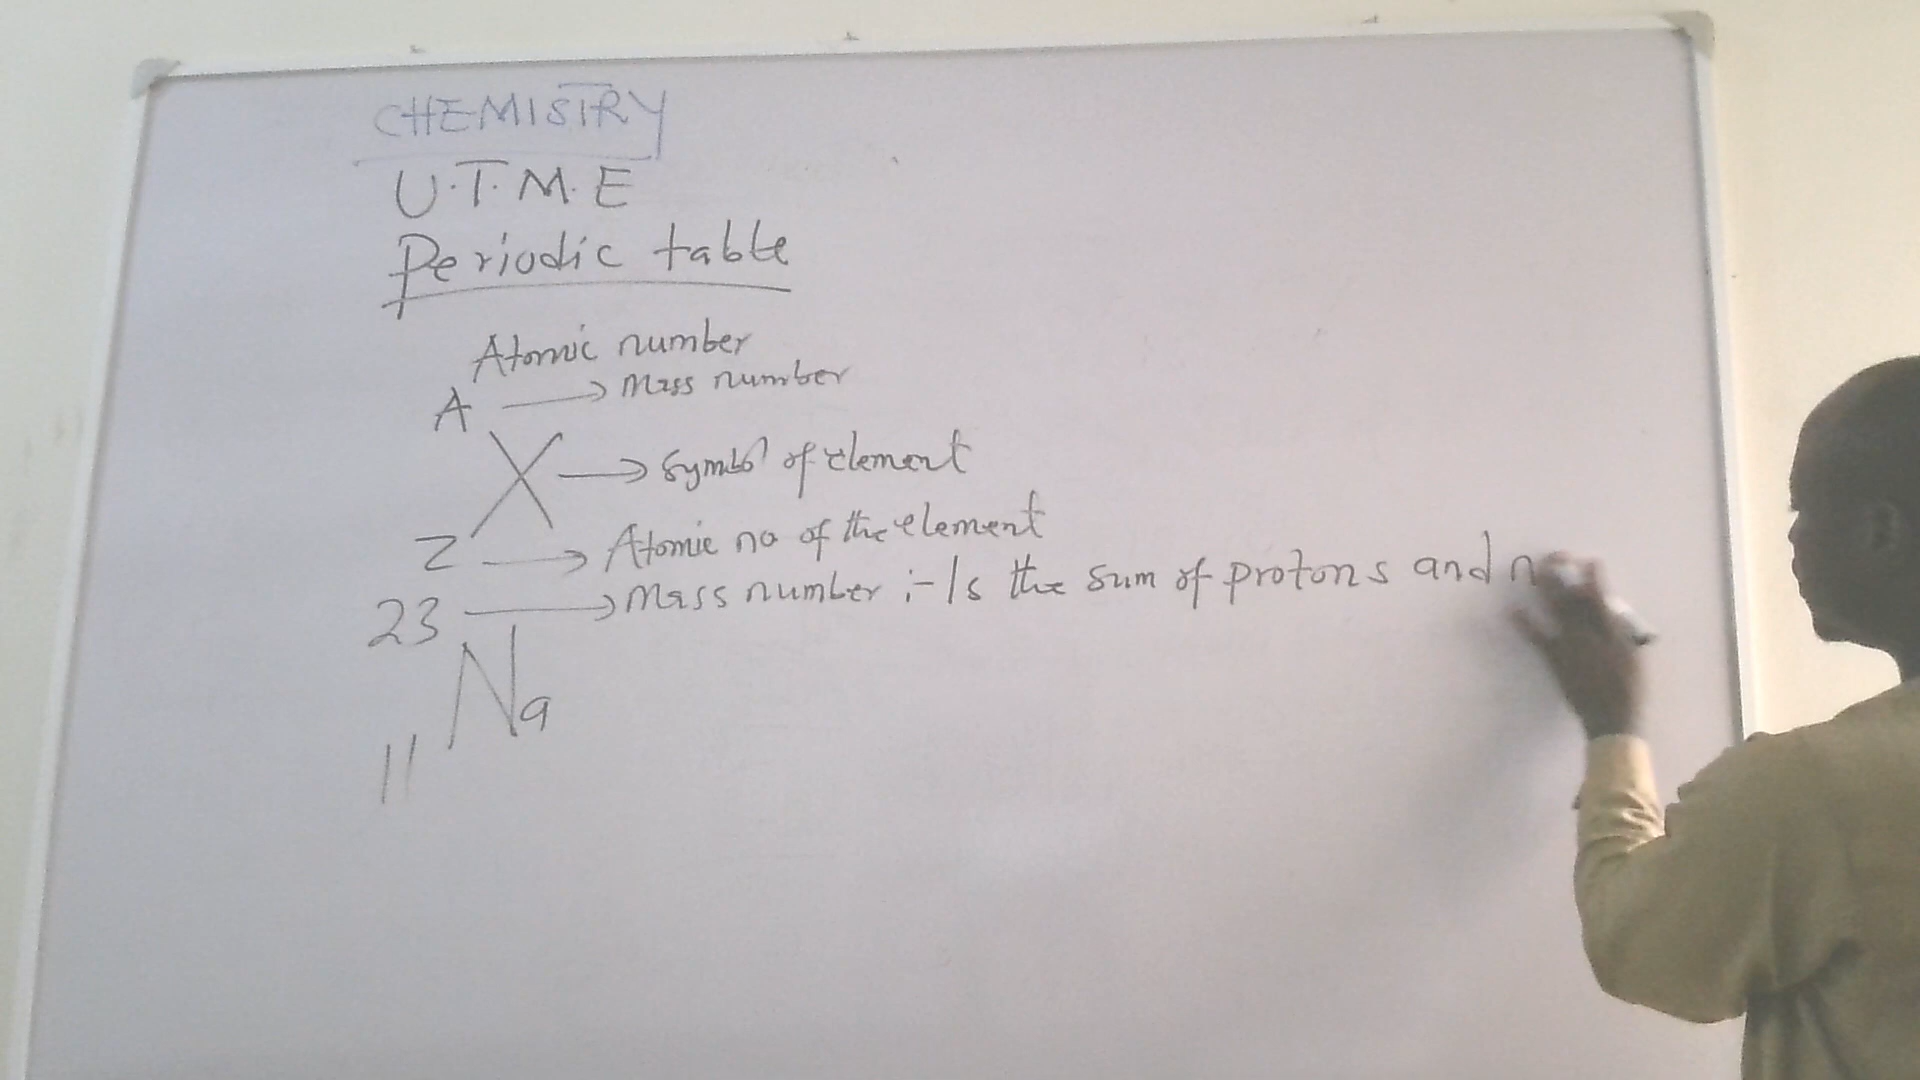 CHEMISTRY
U.T.M.E
Periodic table
Atomic number
A → Mass number
X → Symbol of element
Z → Atomic no of the element
23 → Mass number :- Is the sum of protons and n
Na
11